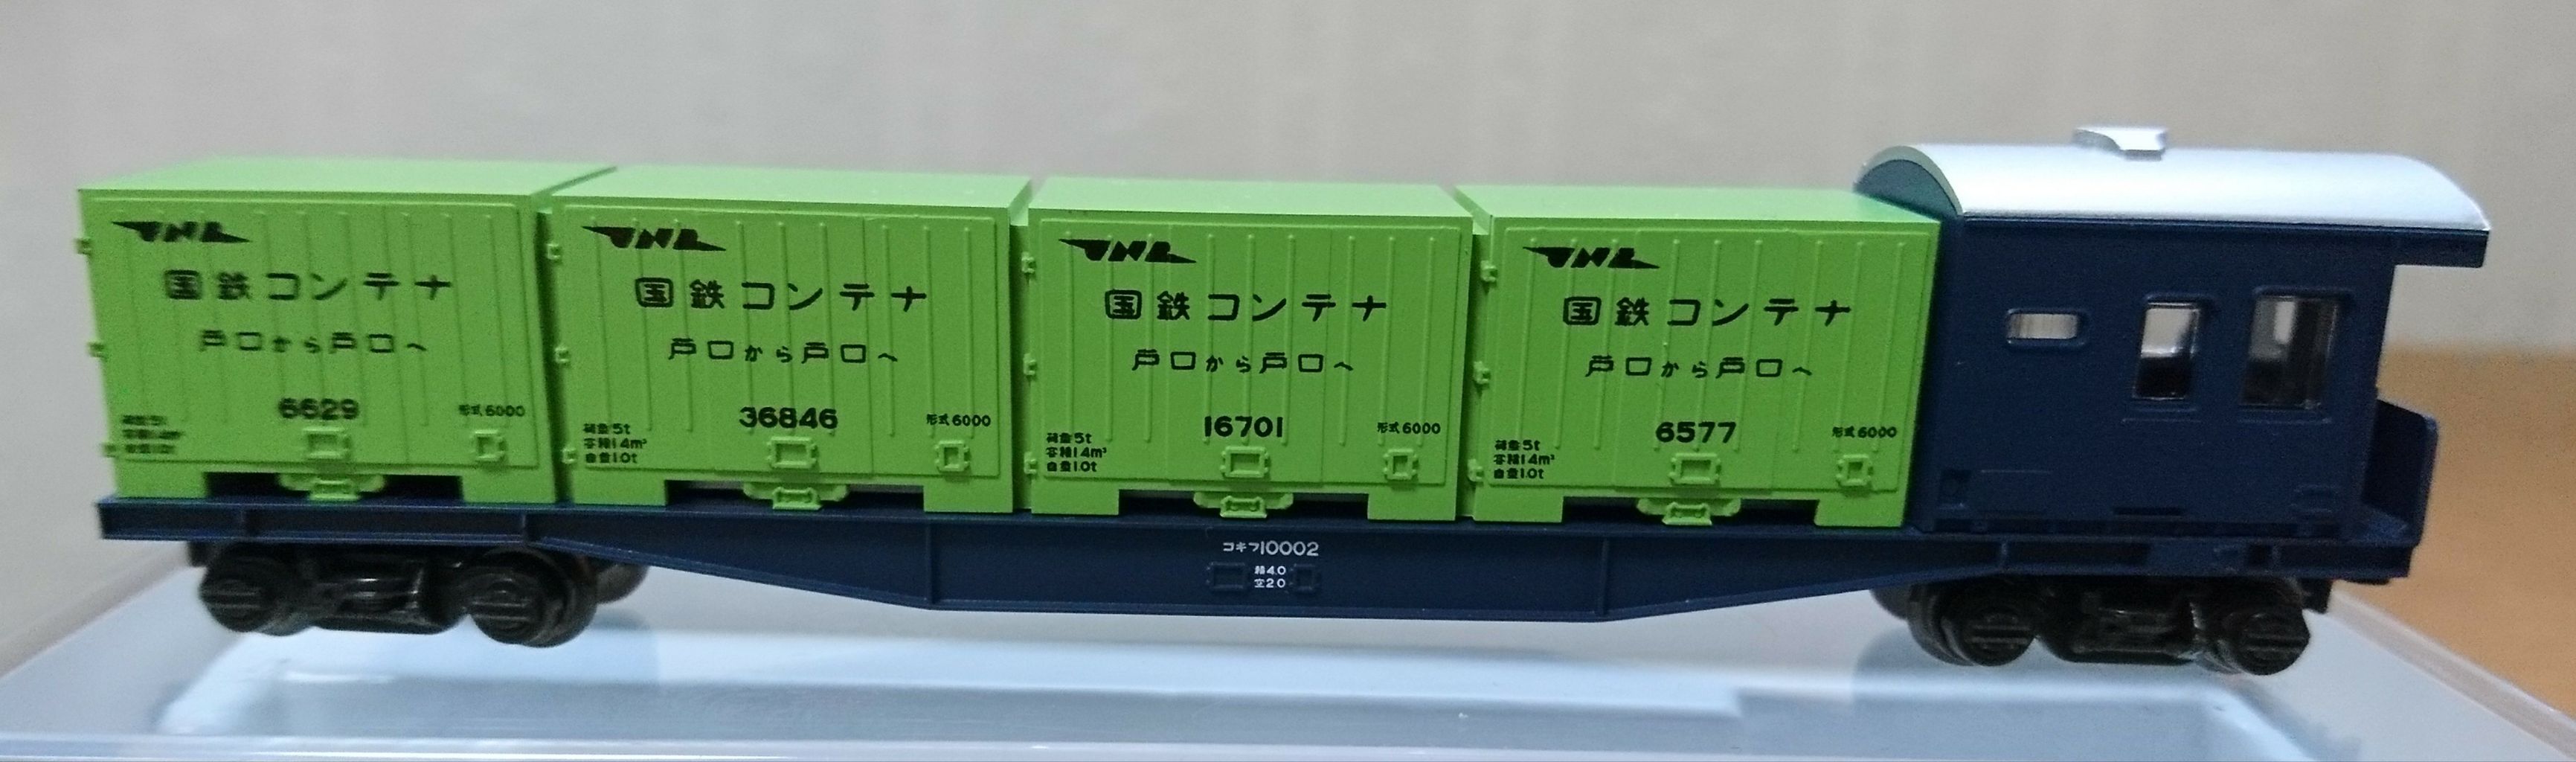 JNR
国鉄コンテナ
戸口から戸口へ
6629
形式6000
JNR
国鉄コンテナ
戸口から戸口へ
36846
形式6000
荷重5t
容積14m³
自重1.0t
JNR
国鉄コンテナ
戸口から戸口へ
16701
形式6000
荷重5t
容積14m³
自重1.0t
JNR
国鉄コンテナ
戸口から戸口へ
6577
形式6000
荷重5t
容積14m³
自重1.0t
コキフ10002
積4.0
空2.0